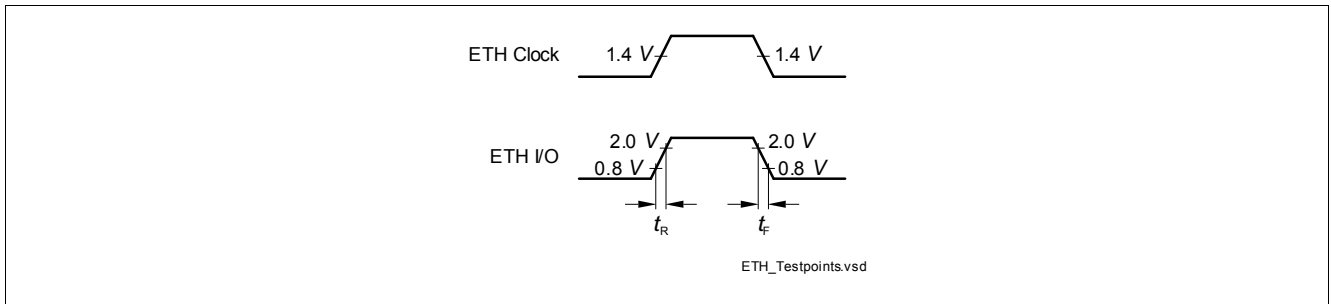 ETH Clock 1.4 V 1.4 V
2.0 V 2.0 V
ETH I/O
0.8 V 0.8 V
tR tF
ETH_Testpoints.vsd